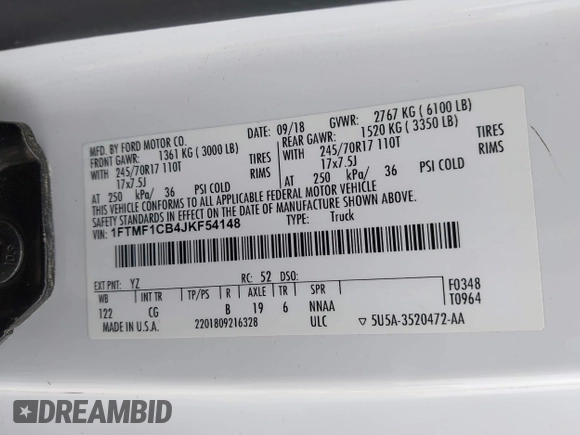 MFD. BY FORD MOTOR CO.
DATE: 09/18 GVWR: 2767 KG ( 6100 LB)
FRONT GAWR: 1361 KG ( 3000 LB) REAR GAWR: 1520 KG ( 3350 LB)
WITH 245/70R17 110T TIRES WITH 245/70R17 110T TIRES
17x7.5J RIMS 17x7.5J RIMS
AT 250 kPa/ 36 PSI COLD AT 250 kPa/ 36 PSI COLD
THIS VEHICLE CONFORMS TO ALL APPLICABLE FEDERAL MOTOR VEHICLE
SAFETY STANDARDS IN EFFECT ON THE DATE OF MANUFACTURE SHOWN ABOVE.
VIN: 1FTMF1CB4JKF54148 TYPE: Truck
EXT PNT: YZ RC: 52 DSO: F0348
WB INT TR TP/PS R AXLE TR SPR T0964
122 CG B 19 6 NNAA
MADE IN U.S.A. 2201809216328 ULC ▽ 5U5A-3520472-AA
DREAMBID